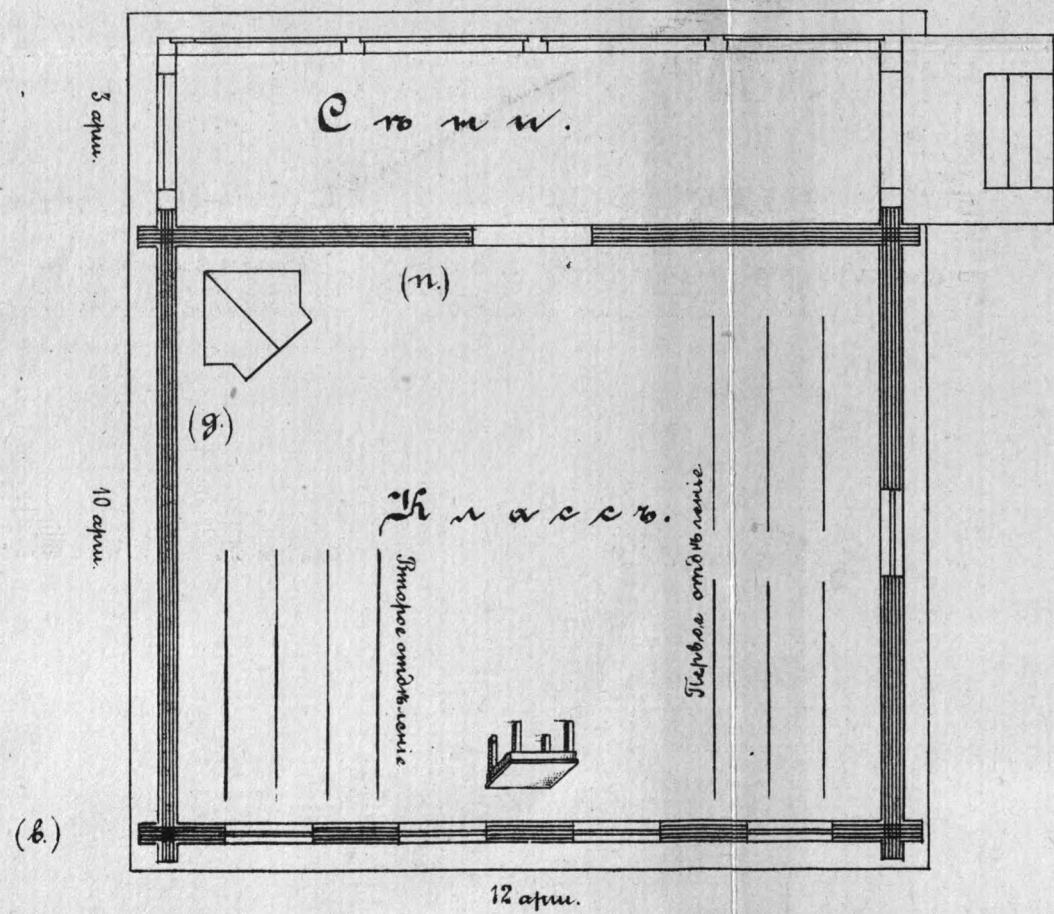 3 арш.
Сѣни.
(п.)
(д.)
10 арш.
Классъ.
Второе отдѣленіе
Первое отдѣленіе
(в.)
12 арш.